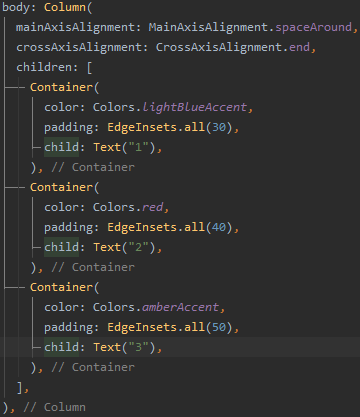 body: Column(
  mainAxisAlignment: MainAxisAlignment.spaceAround,
  crossAxisAlignment: CrossAxisAlignment.end,
  children: [
    Container(
      color: Colors.lightBlueAccent,
      padding: EdgeInsets.all(30),
      child: Text("1"),
    ), // Container
    Container(
      color: Colors.red,
      padding: EdgeInsets.all(40),
      child: Text("2"),
    ), // Container
    Container(
      color: Colors.amberAccent,
      padding: EdgeInsets.all(50),
      child: Text("3"),
    ), // Container
  ],
), // Column